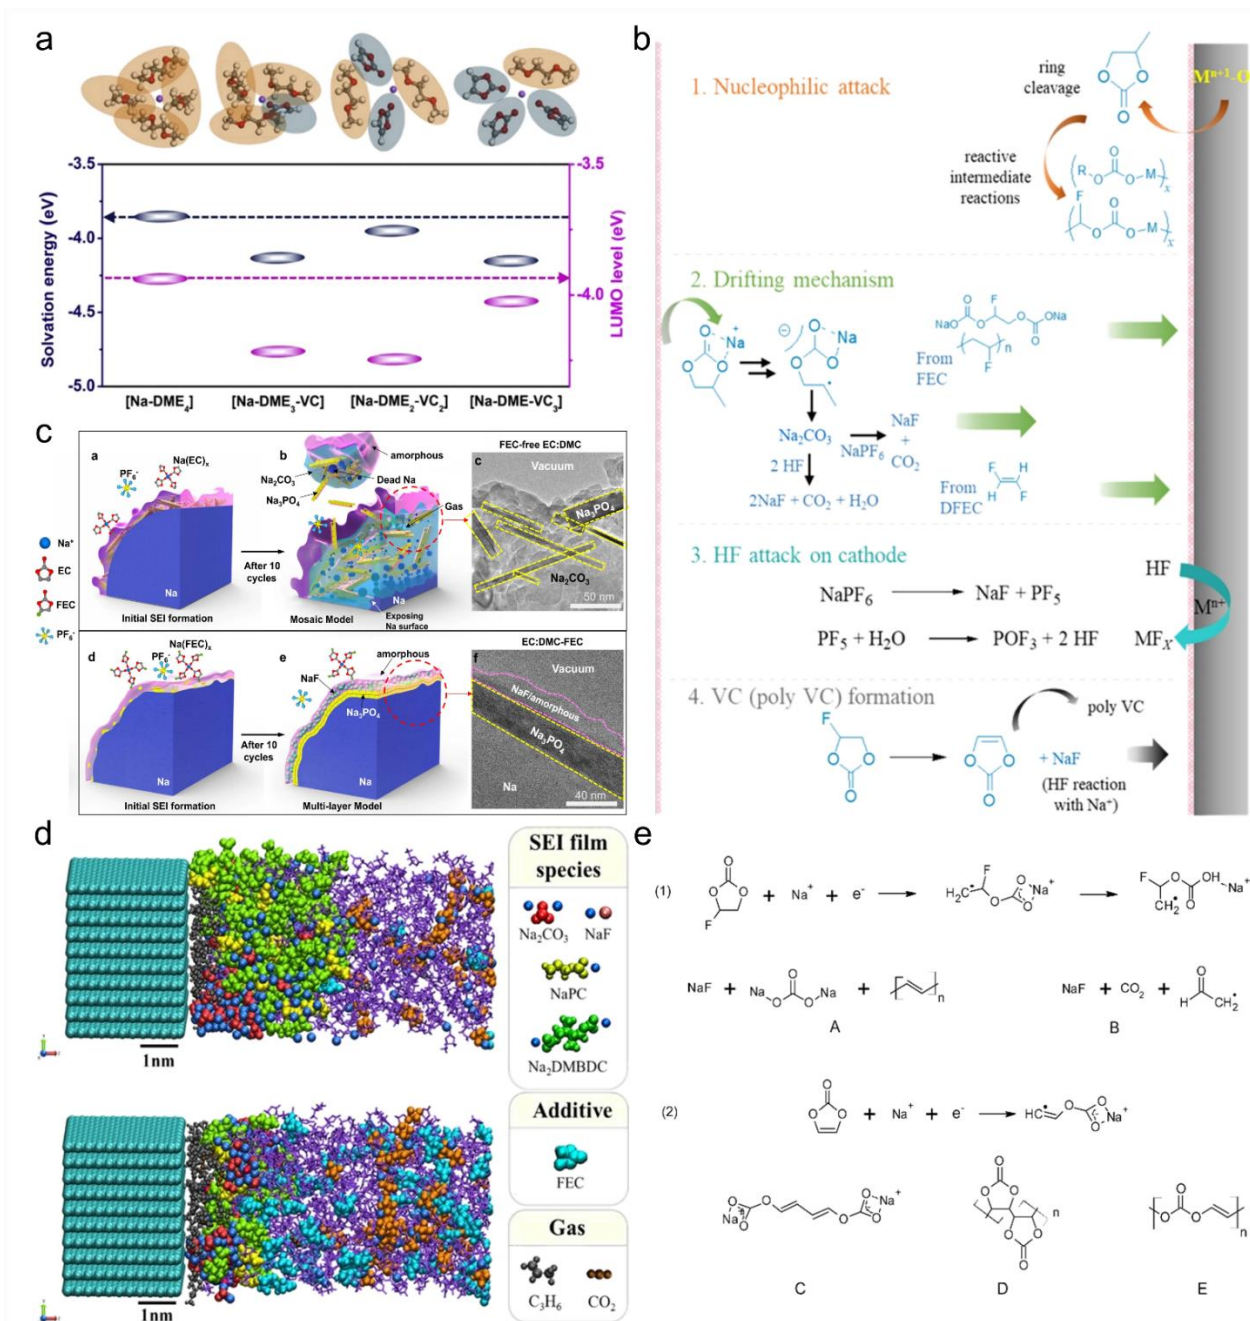 a
-3.5
-4.0
-4.5
-5.0
Solvation energy (eV)
-3.5
-4.0
LUMO level (eV)
[Na-DME₄]
[Na-DME₃-VC]
[Na-DME₂-VC₂]
[Na-DME-VC₃]
b
1. Nucleophilic attack
ring
cleavage
Mⁿ⁺¹-O
reactive
intermediate
reactions
2. Drifting mechanism
From
FEC
Na₂CO₃
NaPF₆
NaF
+
CO₂
2 HF
2NaF + CO₂ + H₂O
From
DFEC
3. HF attack on cathode
HF
NaPF₆ → NaF + PF₅
Mⁿ⁺
PF₅ + H₂O → POF₃ + 2 HF
MFₓ
4. VC (poly VC) formation
poly VC
+ NaF
(HF reaction
with Na⁺)
c
Na⁺
EC
FEC
PF₆⁻
a
PF₆⁻
Na(EC)ₓ
Na
Initial SEI formation
After 10
cycles
b
amorphous
Na₂CO₃
Dead Na
Na₃PO₄
Gas
Na
Exposing
Na surface
Mosaic Model
FEC-free EC:DMC
c
Vacuum
Na₃PO₄
Na₂CO₃
50 nm
d
Na(FEC)ₓ
PF₆⁻
Na
Initial SEI formation
After 10
cycles
e
amorphous
NaF
Na₃PO₄
Na
Multi-layer Model
EC:DMC-FEC
f
Vacuum
NaF/amorphous
Na₃PO₄
Na
40 nm
d
1nm
1nm
SEI film
species
Na₂CO₃ NaF
NaPC
Na₂DMBDC
Additive
FEC
Gas
C₃H₆ CO₂
e
(1)
+ Na⁺ + e⁻ →
NaF +
+
A
NaF + CO₂ +
B
(2)
+ Na⁺ + e⁻ →
C
D
E